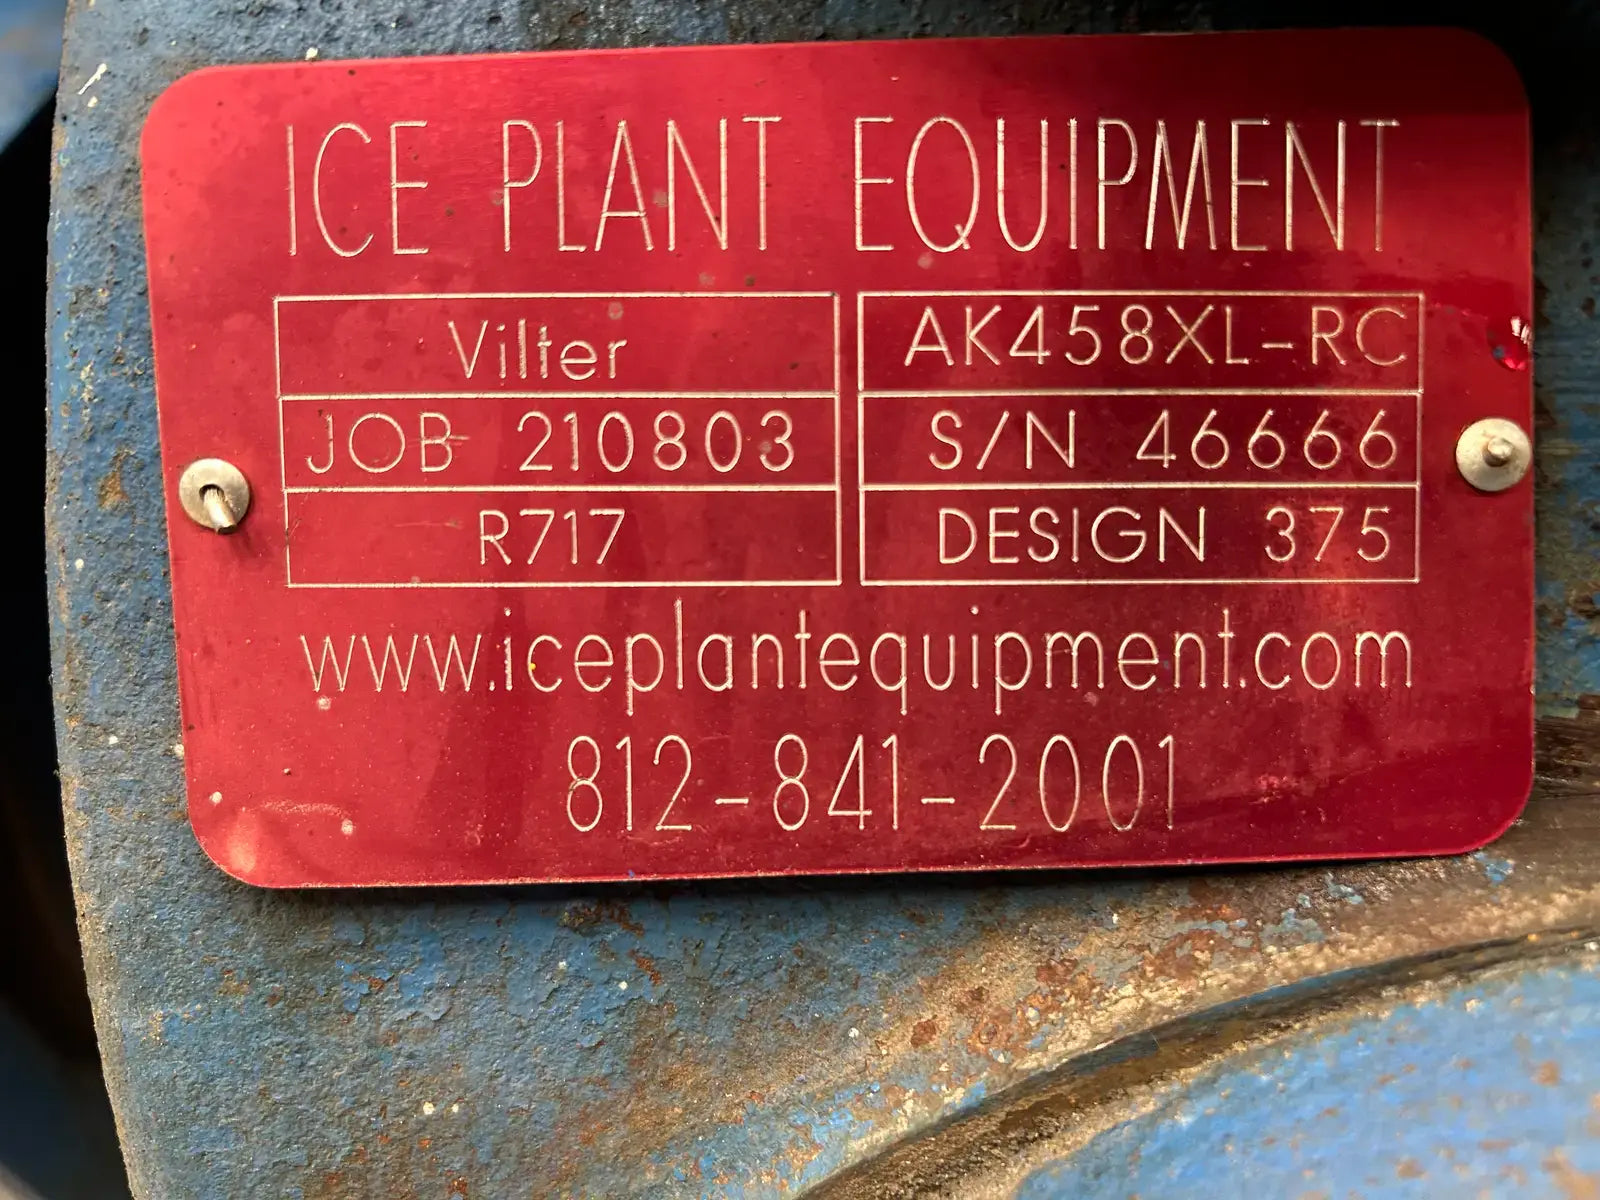 ICE PLANT EQUIPMENT
Vilter
AK458XL-RC
JOB 210803
S/N 46666
R717
DESIGN 375
www.iceplantequipment.com
812-841-2001